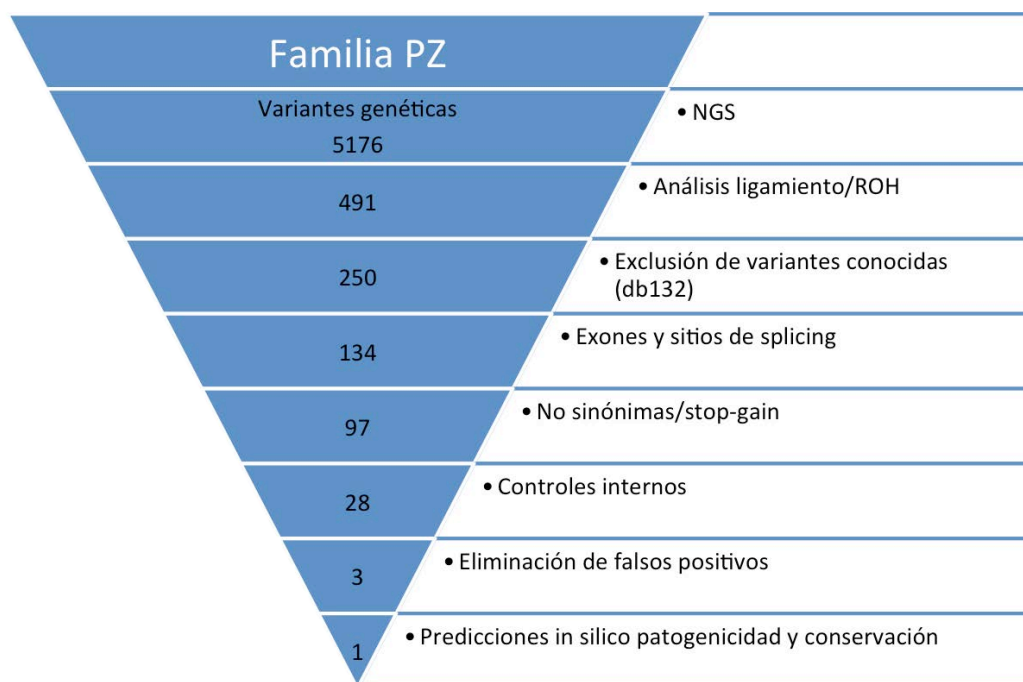 Familia PZ
Variantes genéticas
5176
• NGS
491
• Análisis ligamiento/ROH
250
• Exclusión de variantes conocidas
(db132)
134
• Exones y sitios de splicing
97
• No sinónimas/stop-gain
28
• Controles internos
3
• Eliminación de falsos positivos
1
• Predicciones in silico patogenicidad y conservación